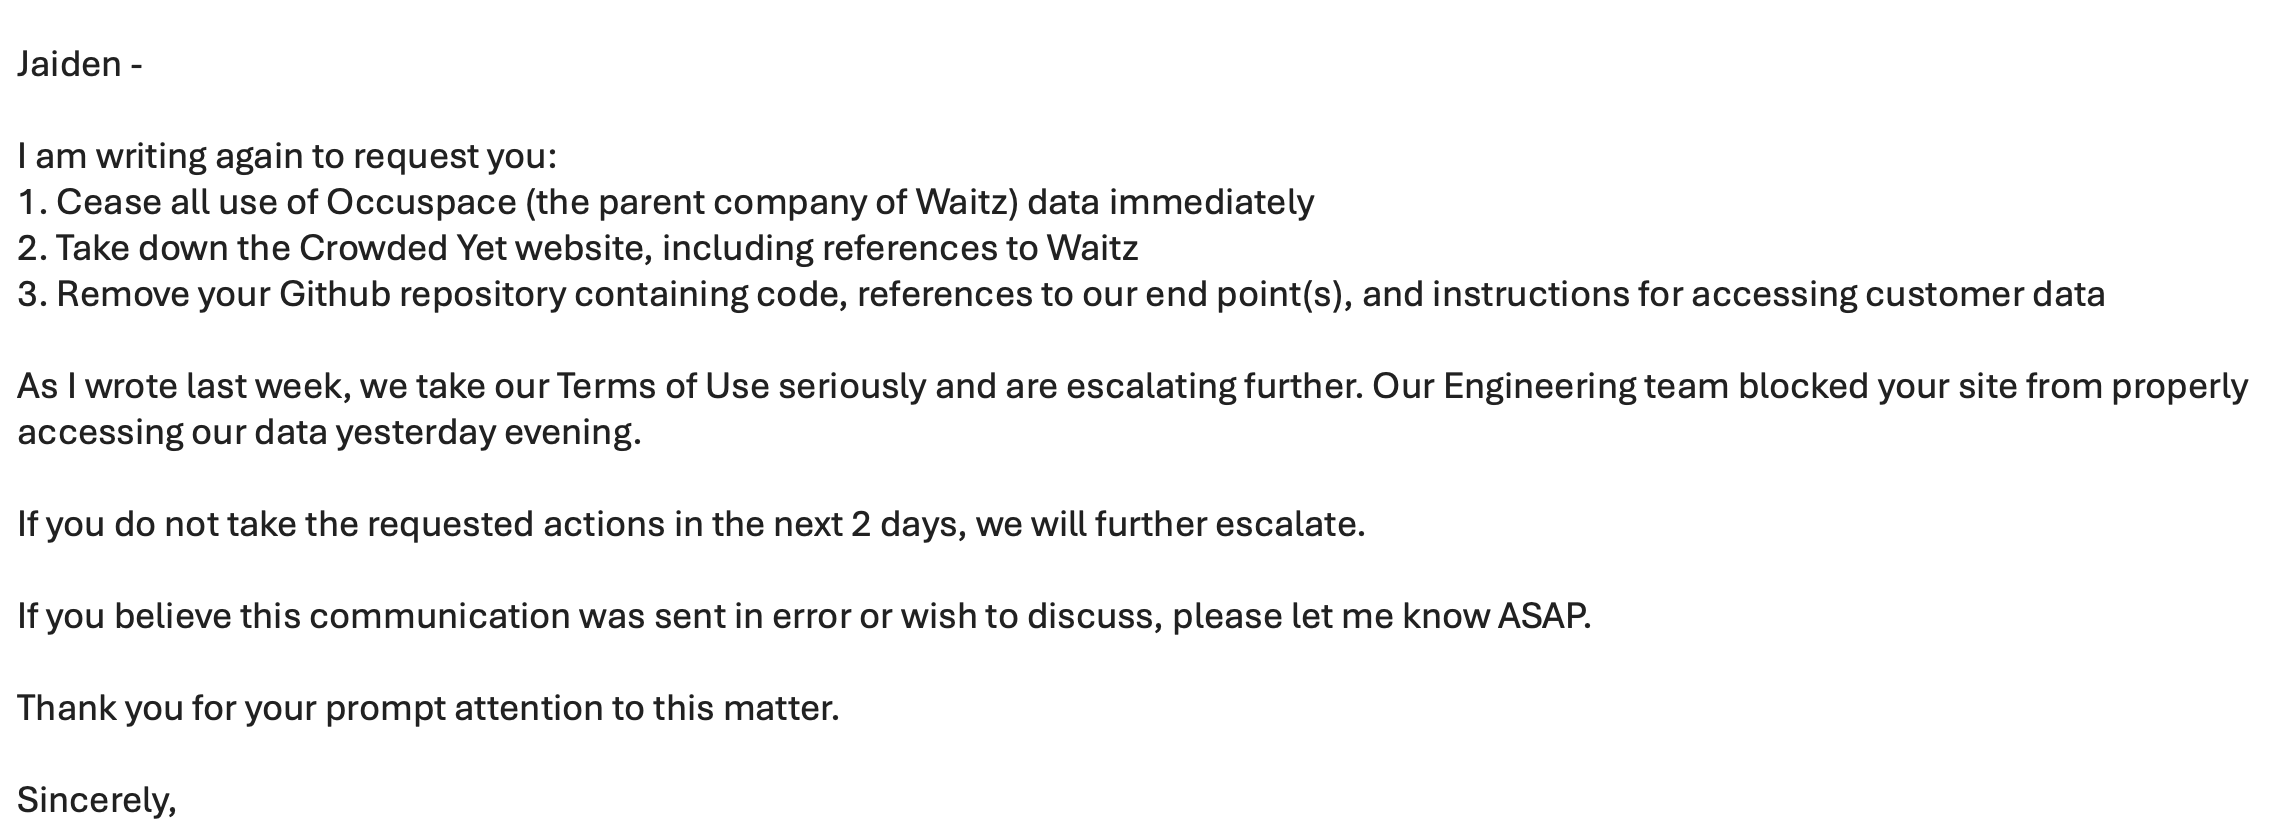 Jaiden -
I am writing again to request you:
1. Cease all use of Occuspace (the parent company of Waitz) data immediately
2. Take down the Crowded Yet website, including references to Waitz
3. Remove your Github repository containing code, references to our end point(s), and instructions for accessing customer data
As I wrote last week, we take our Terms of Use seriously and are escalating further. Our Engineering team blocked your site from properly
accessing our data yesterday evening.
If you do not take the requested actions in the next 2 days, we will further escalate.
If you believe this communication was sent in error or wish to discuss, please let me know ASAP.
Thank you for your prompt attention to this matter.
Sincerely,